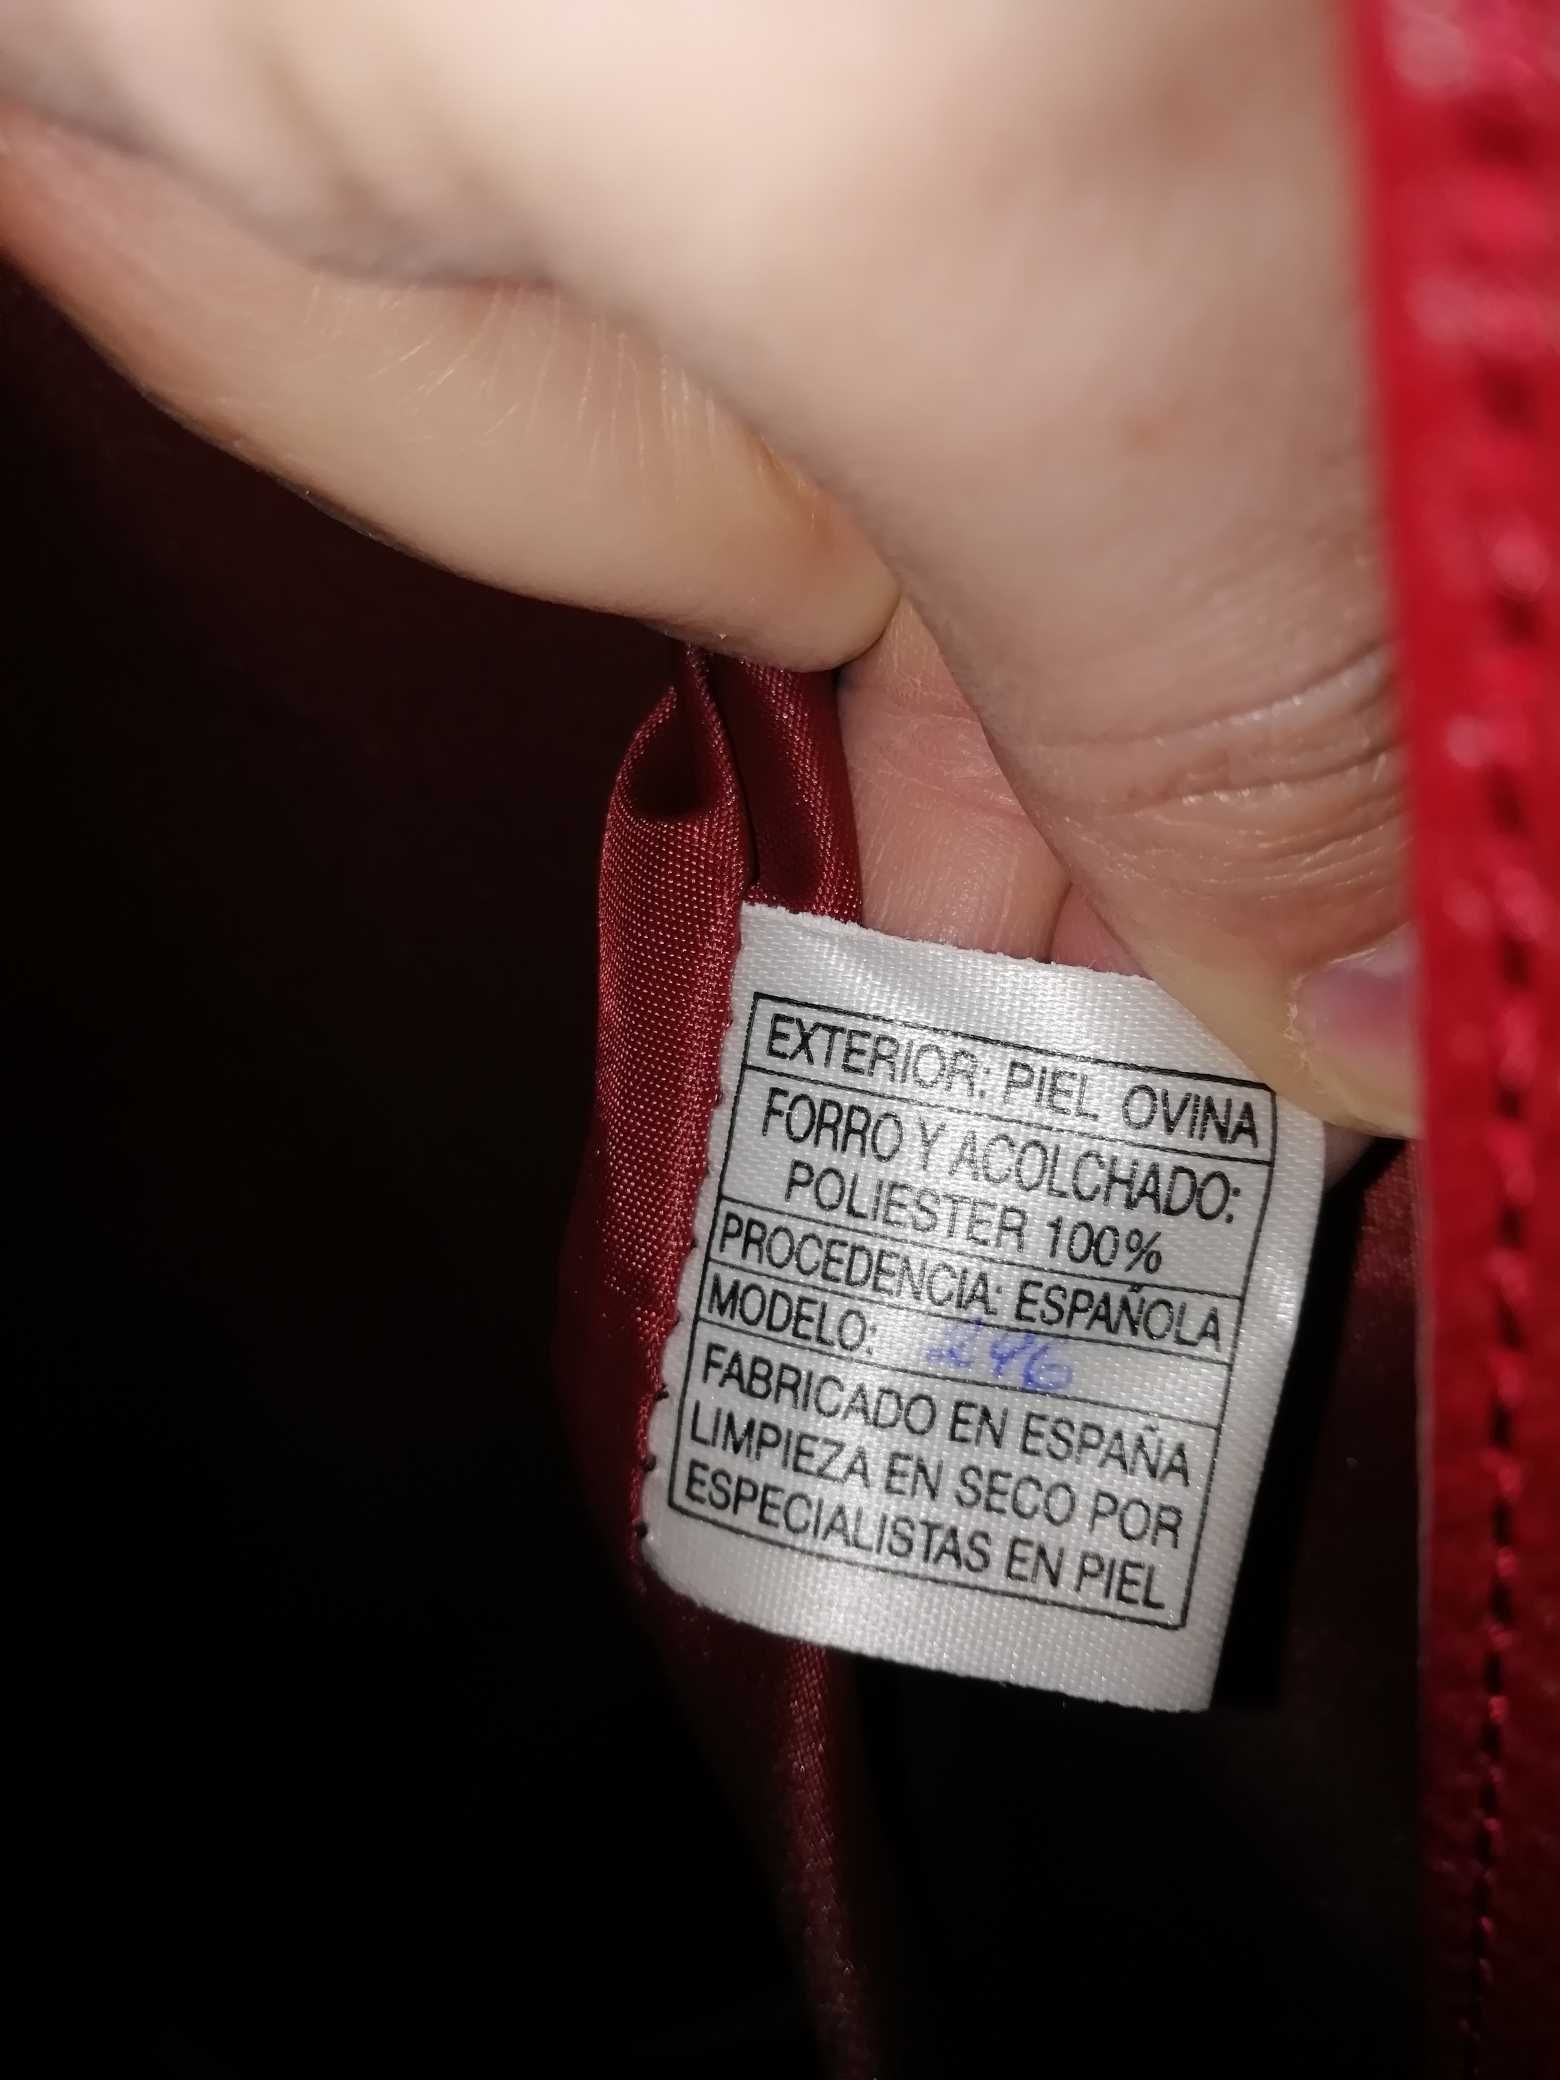 EXTERIOR: PIEL OVINA
FORRO Y ACOLCHADO:
POLIESTER 100%
PROCEDENCIA: ESPAÑOLA
MODELO:
FABRICADO EN ESPAÑA
LIMPIEZA EN SECO POR
ESPECIALISTAS EN PIEL